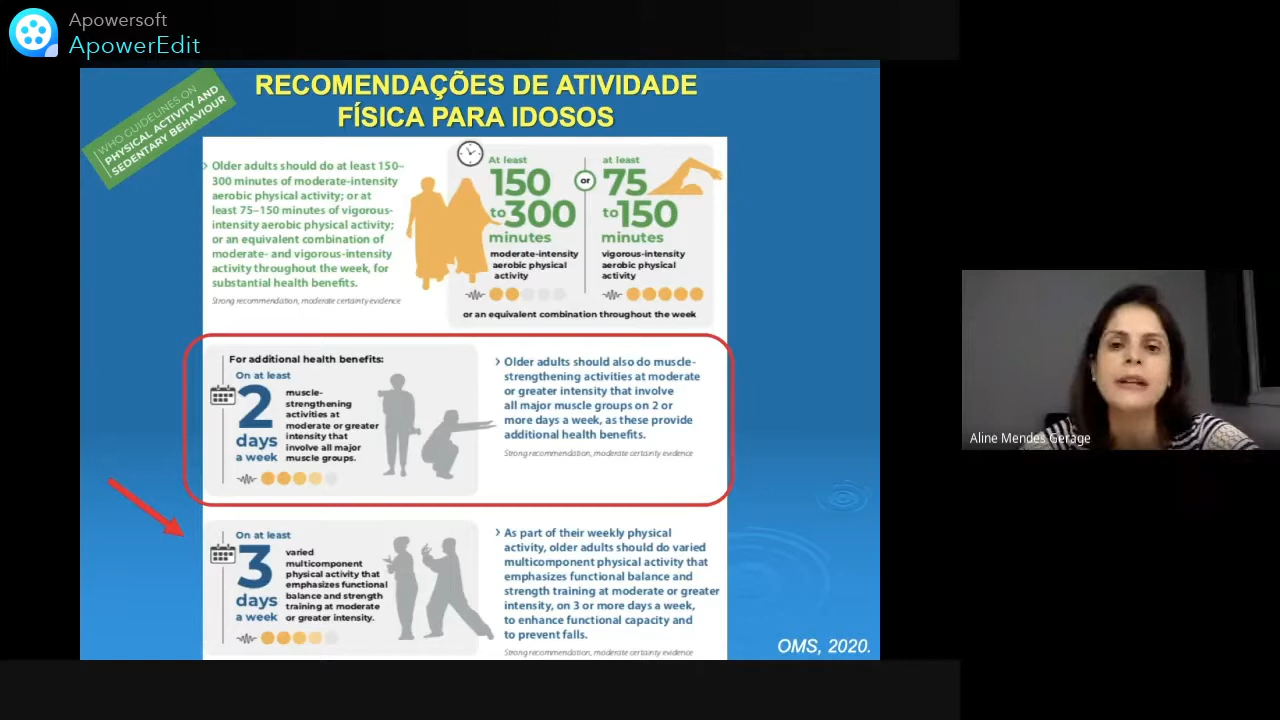 Apowersoft
ApowerEdit
RECOMENDAÇÕES DE ATIVIDADE
FÍSICA PARA IDOSOS
WHO GUIDELINES ON
PHYSICAL ACTIVITY AND
SEDENTARY BEHAVIOUR
› Older adults should do at least 150–
300 minutes of moderate-intensity
aerobic physical activity; or at
least 75–150 minutes of vigorous-
intensity aerobic physical activity;
or an equivalent combination of
moderate- and vigorous-intensity
activity throughout the week, for
substantial health benefits.
Strong recommendation, moderate certainty evidence
At least
150
to 300
minutes
moderate-intensity
aerobic physical
activity
or
at least
75
to 150
minutes
vigorous-intensity
aerobic physical
activity
or an equivalent combination throughout the week
For additional health benefits:
On at least
2
days
a week
muscle-
strengthening
activities at
moderate or greater
intensity that
involve all major
muscle groups.
› Older adults should also do muscle-
strengthening activities at moderate
or greater intensity that involve
all major muscle groups on 2 or
more days a week, as these provide
additional health benefits.
Strong recommendation, moderate certainty evidence
On at least
3
days
a week
varied
multicomponent
physical activity that
emphasizes functional
balance and strength
training at moderate
or greater intensity.
› As part of their weekly physical
activity, older adults should do varied
multicomponent physical activity that
emphasizes functional balance and
strength training at moderate or greater
intensity, on 3 or more days a week,
to enhance functional capacity and
to prevent falls.
Strong recommendation, moderate certainty evidence
OMS, 2020.
Aline Mendes Gerage